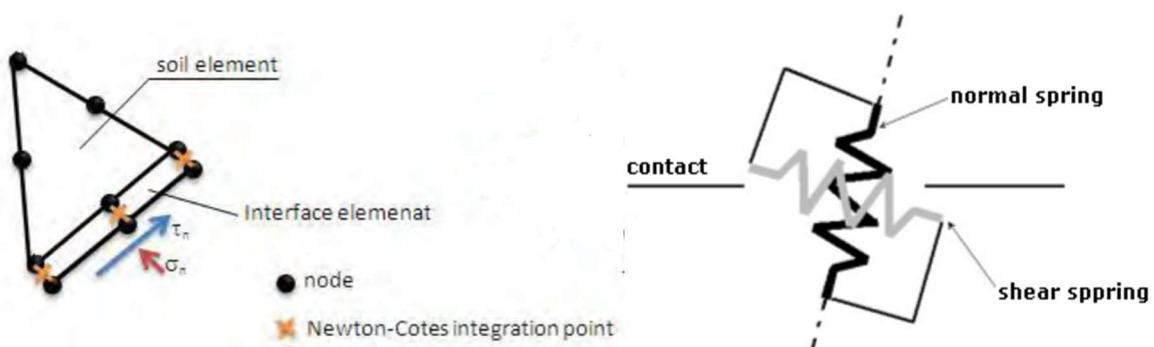 soil element
Interface elemenat
τₙ
σₙ
node
Newton-Cotes integration point
normal spring
contact
shear sppring